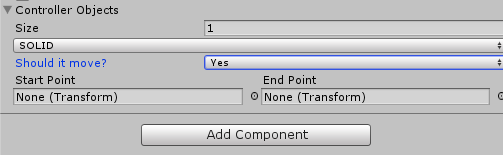 Controller Objects
Size 1
SOLID
Should it move? Yes
Start Point End Point
None (Transform) None (Transform)
Add Component